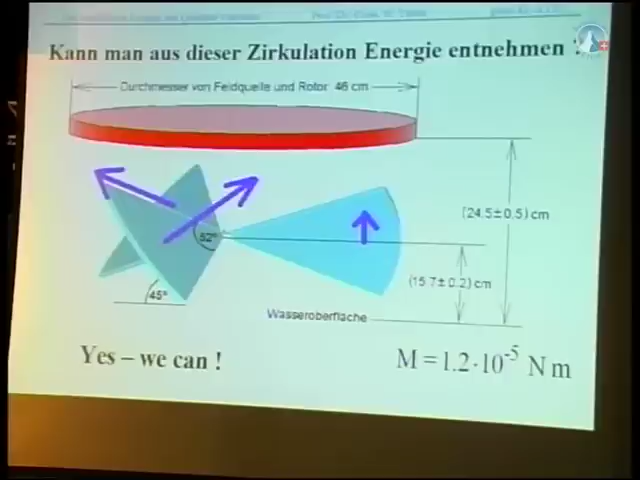 Kann man aus dieser Zirkulation Energie entnehmen ?
Durchmesser von Feldquelle und Rotor: 46 cm
(24.5±0.5) cm
52°
(15.7±0.2) cm
45°
Wasseroberfläche
Yes – we can !
M = 1.2·10⁻⁵ N m